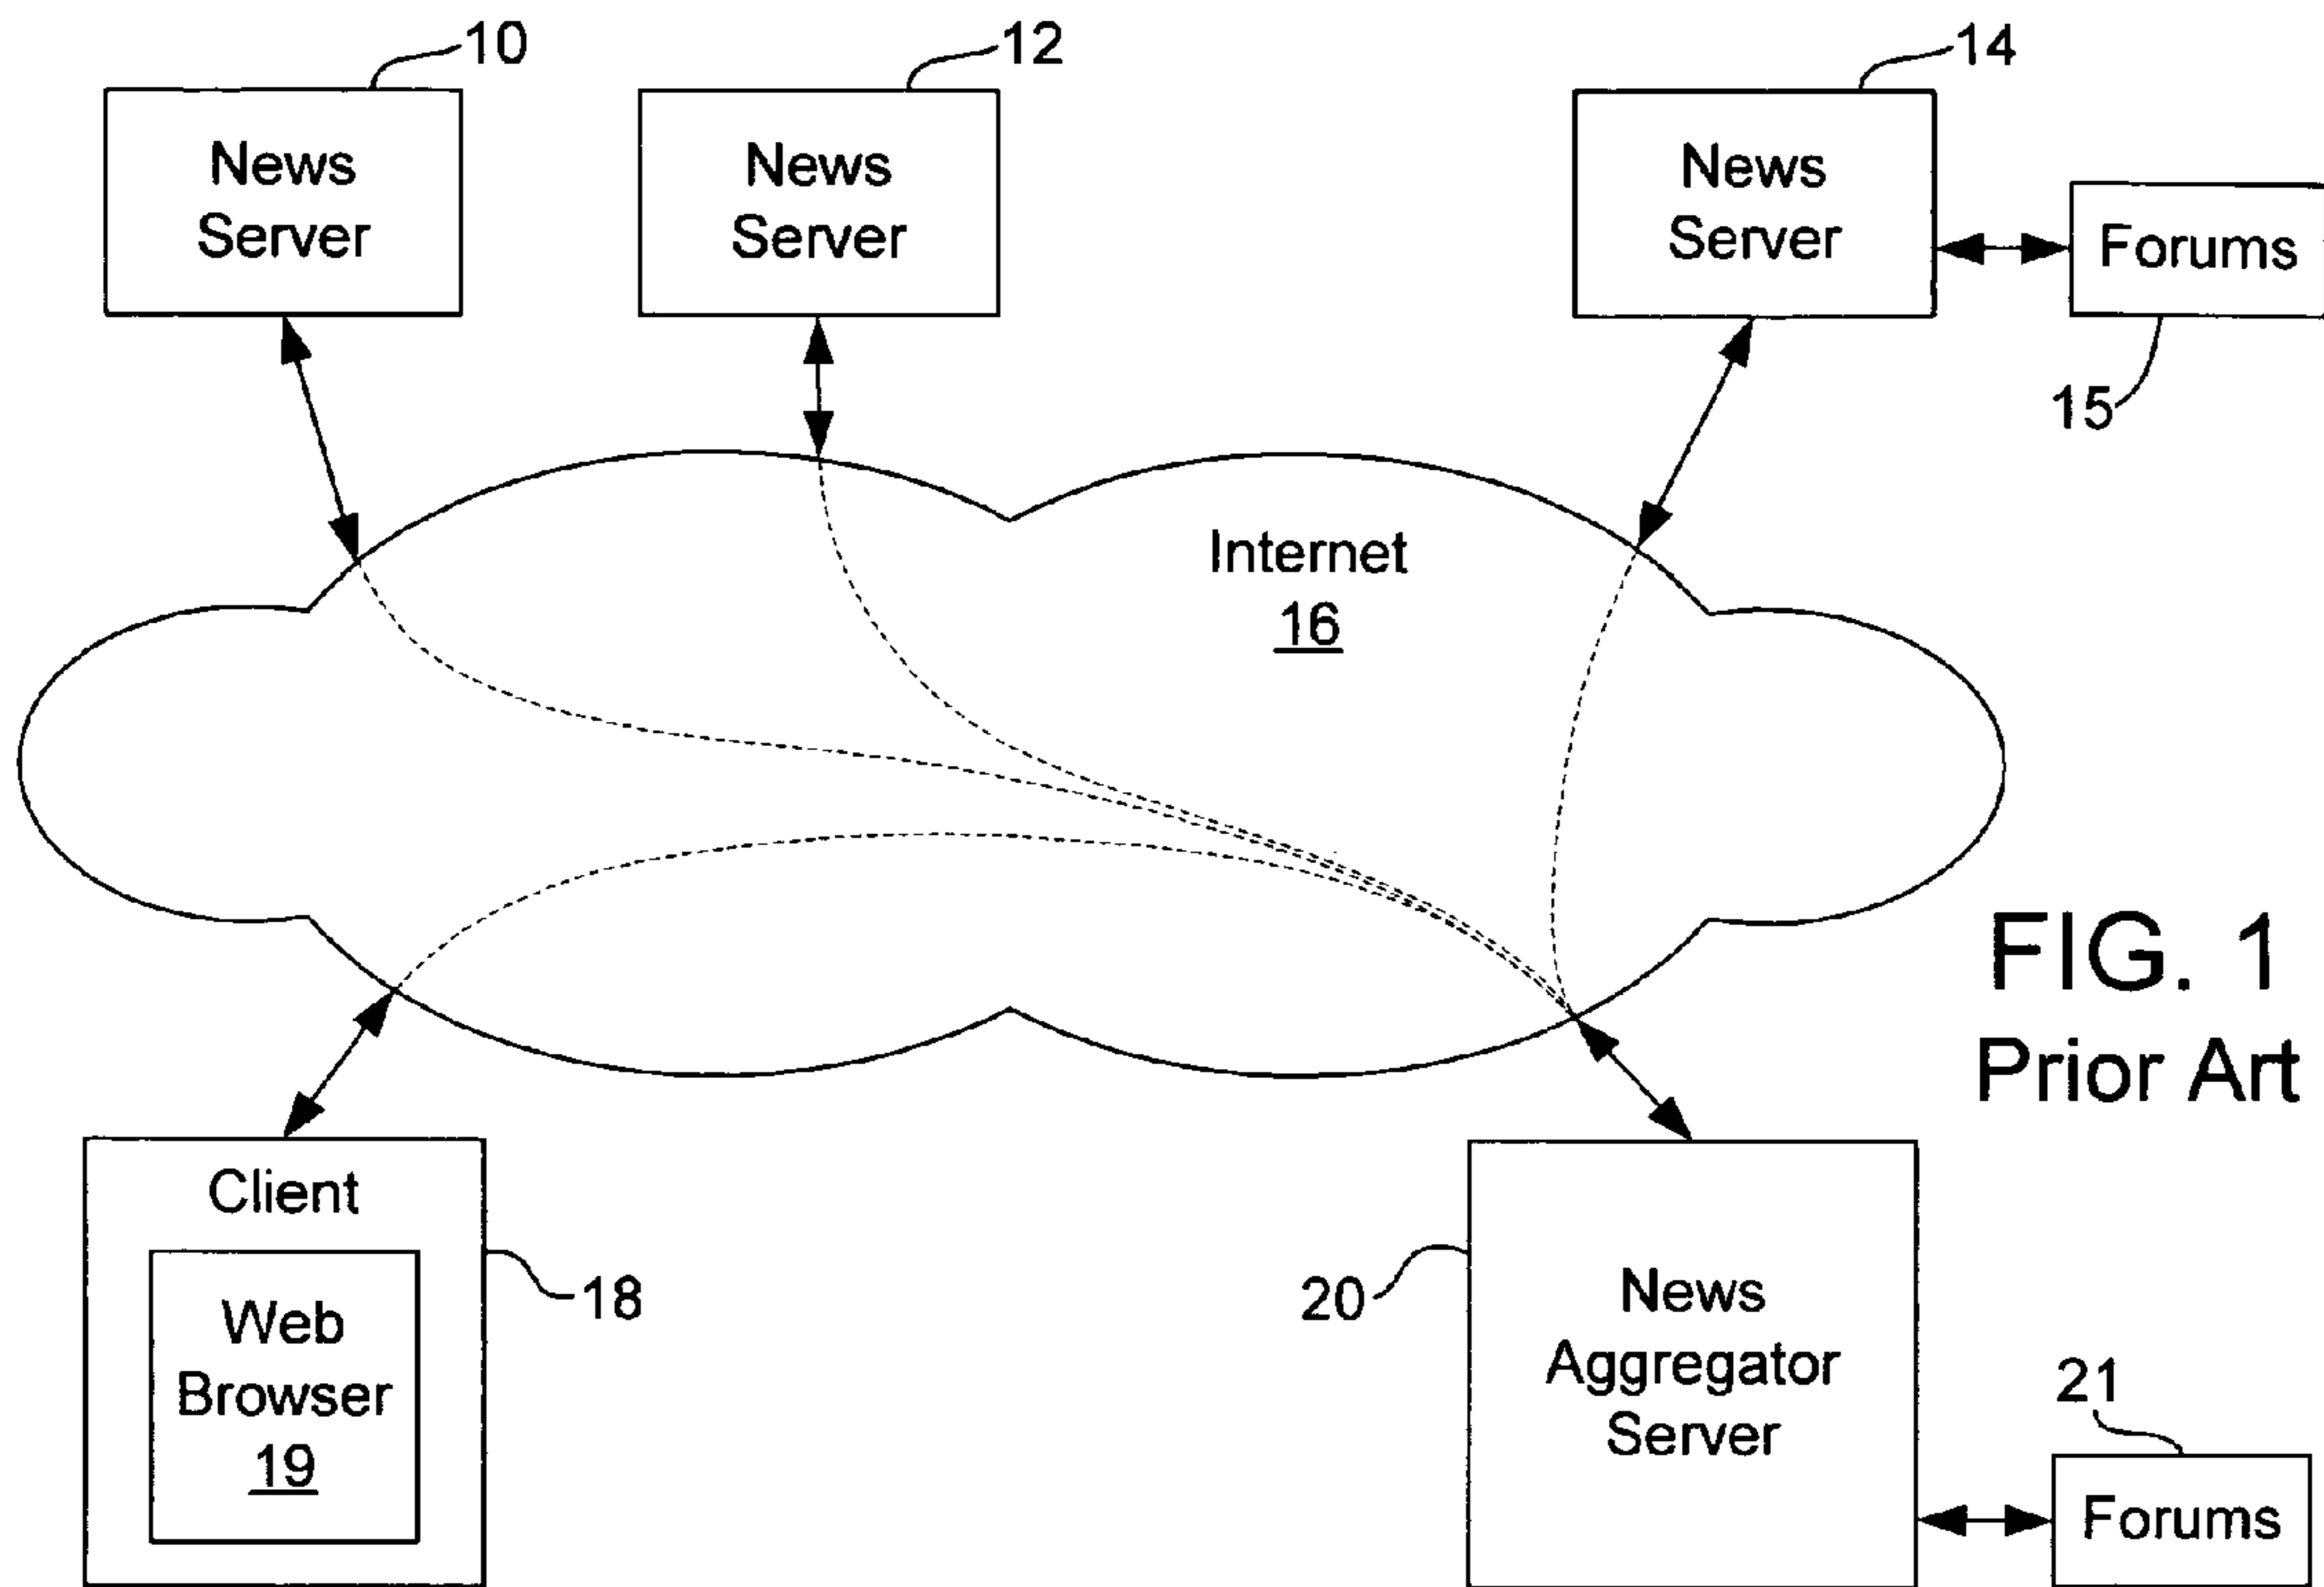 10
12
14
News
Server
News
Server
News
Server
Forums
15
Internet
16
FIG. 1
Prior Art
Client
18
Web
Browser
19
20
News
Aggregator
Server
21
Forums